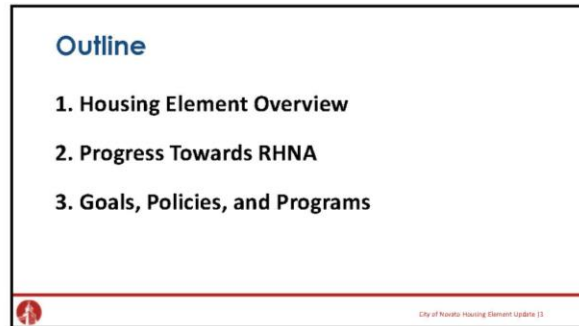 Outline
1. Housing Element Overview
2. Progress Towards RHNA
3. Goals, Policies, and Programs
City of Novato Housing Element Update |1